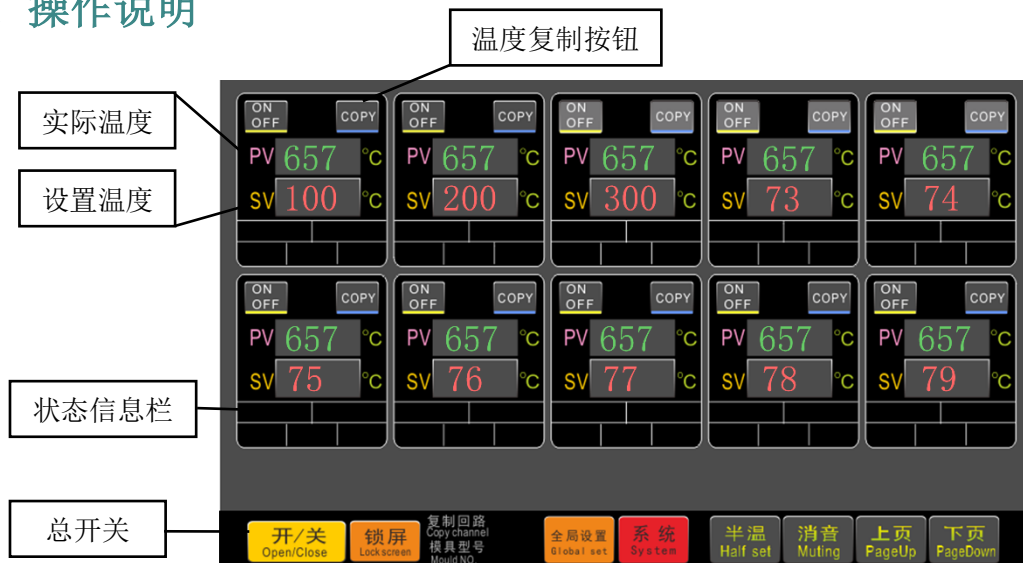 操作说明
温度复制按钮
实际温度
设置温度
状态信息栏
总开关
ON OFF COPY ON OFF COPY ON OFF COPY ON OFF COPY ON OFF COPY
PV 657 °C PV 657 °C PV 657 °C PV 657 °C PV 657 °C
SV 100 °C SV 200 °C SV 300 °C SV 73 °C SV 74 °C
ON OFF COPY ON OFF COPY ON OFF COPY ON OFF COPY ON OFF COPY
PV 657 °C PV 657 °C PV 657 °C PV 657 °C PV 657 °C
SV 75 °C SV 76 °C SV 77 °C SV 78 °C SV 79 °C
开/关
Open/Close
锁屏
Lockscreen
复制回路
Copy channel
模具型号
Mould NO.
全局设置
Global set
系统
System
半温
Half set
消音
Muting
上页
PageUp
下页
PageDown